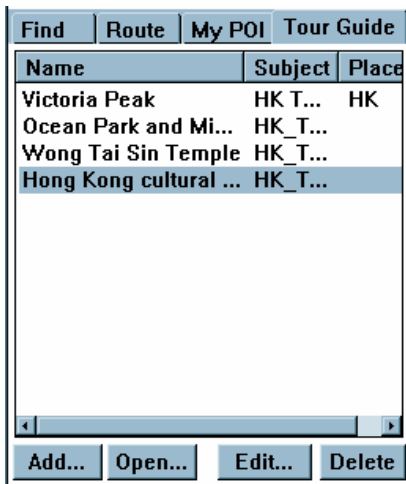 Find Route My POI Tour Guide
Name Subject Place
Victoria Peak HK T... HK
Ocean Park and Mi... HK_T...
Wong Tai Sin Temple HK_T...
Hong Kong cultural ... HK_T...
Add... Open... Edit... Delete